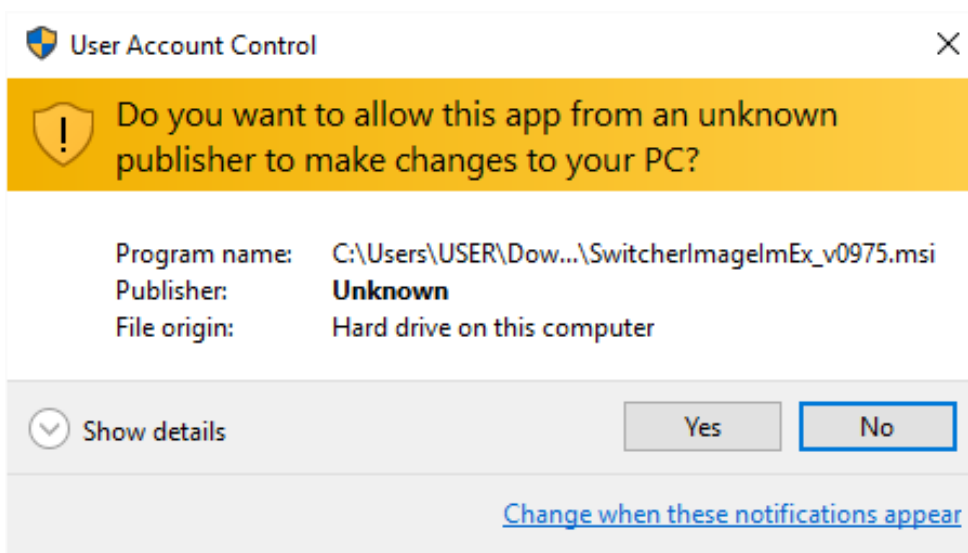 User Account Control
Do you want to allow this app from an unknown
publisher to make changes to your PC?
Program name: C:\Users\USER\Dow...\SwitcherImageImEx_v0975.msi
Publisher: Unknown
File origin: Hard drive on this computer
Show details
Yes No
Change when these notifications appear